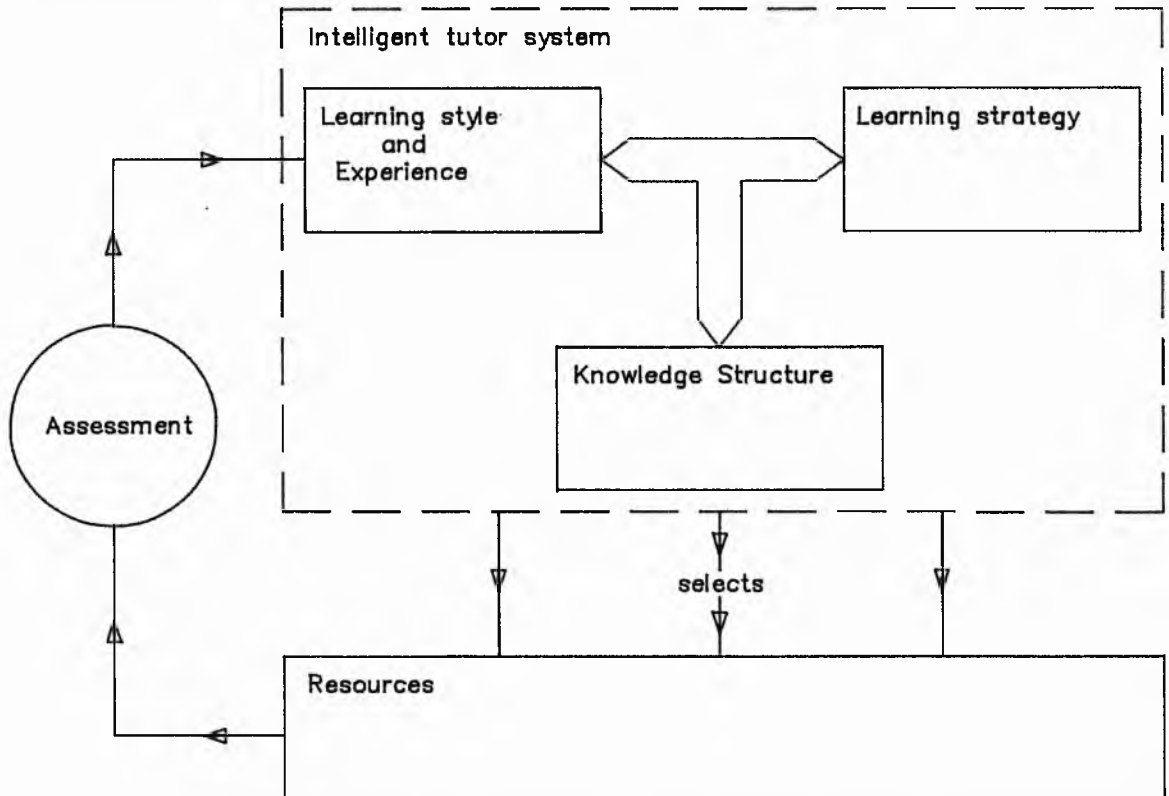 Intelligent tutor system
Learning style
and
Experience
Learning strategy
Knowledge Structure
Assessment
selects
Resources